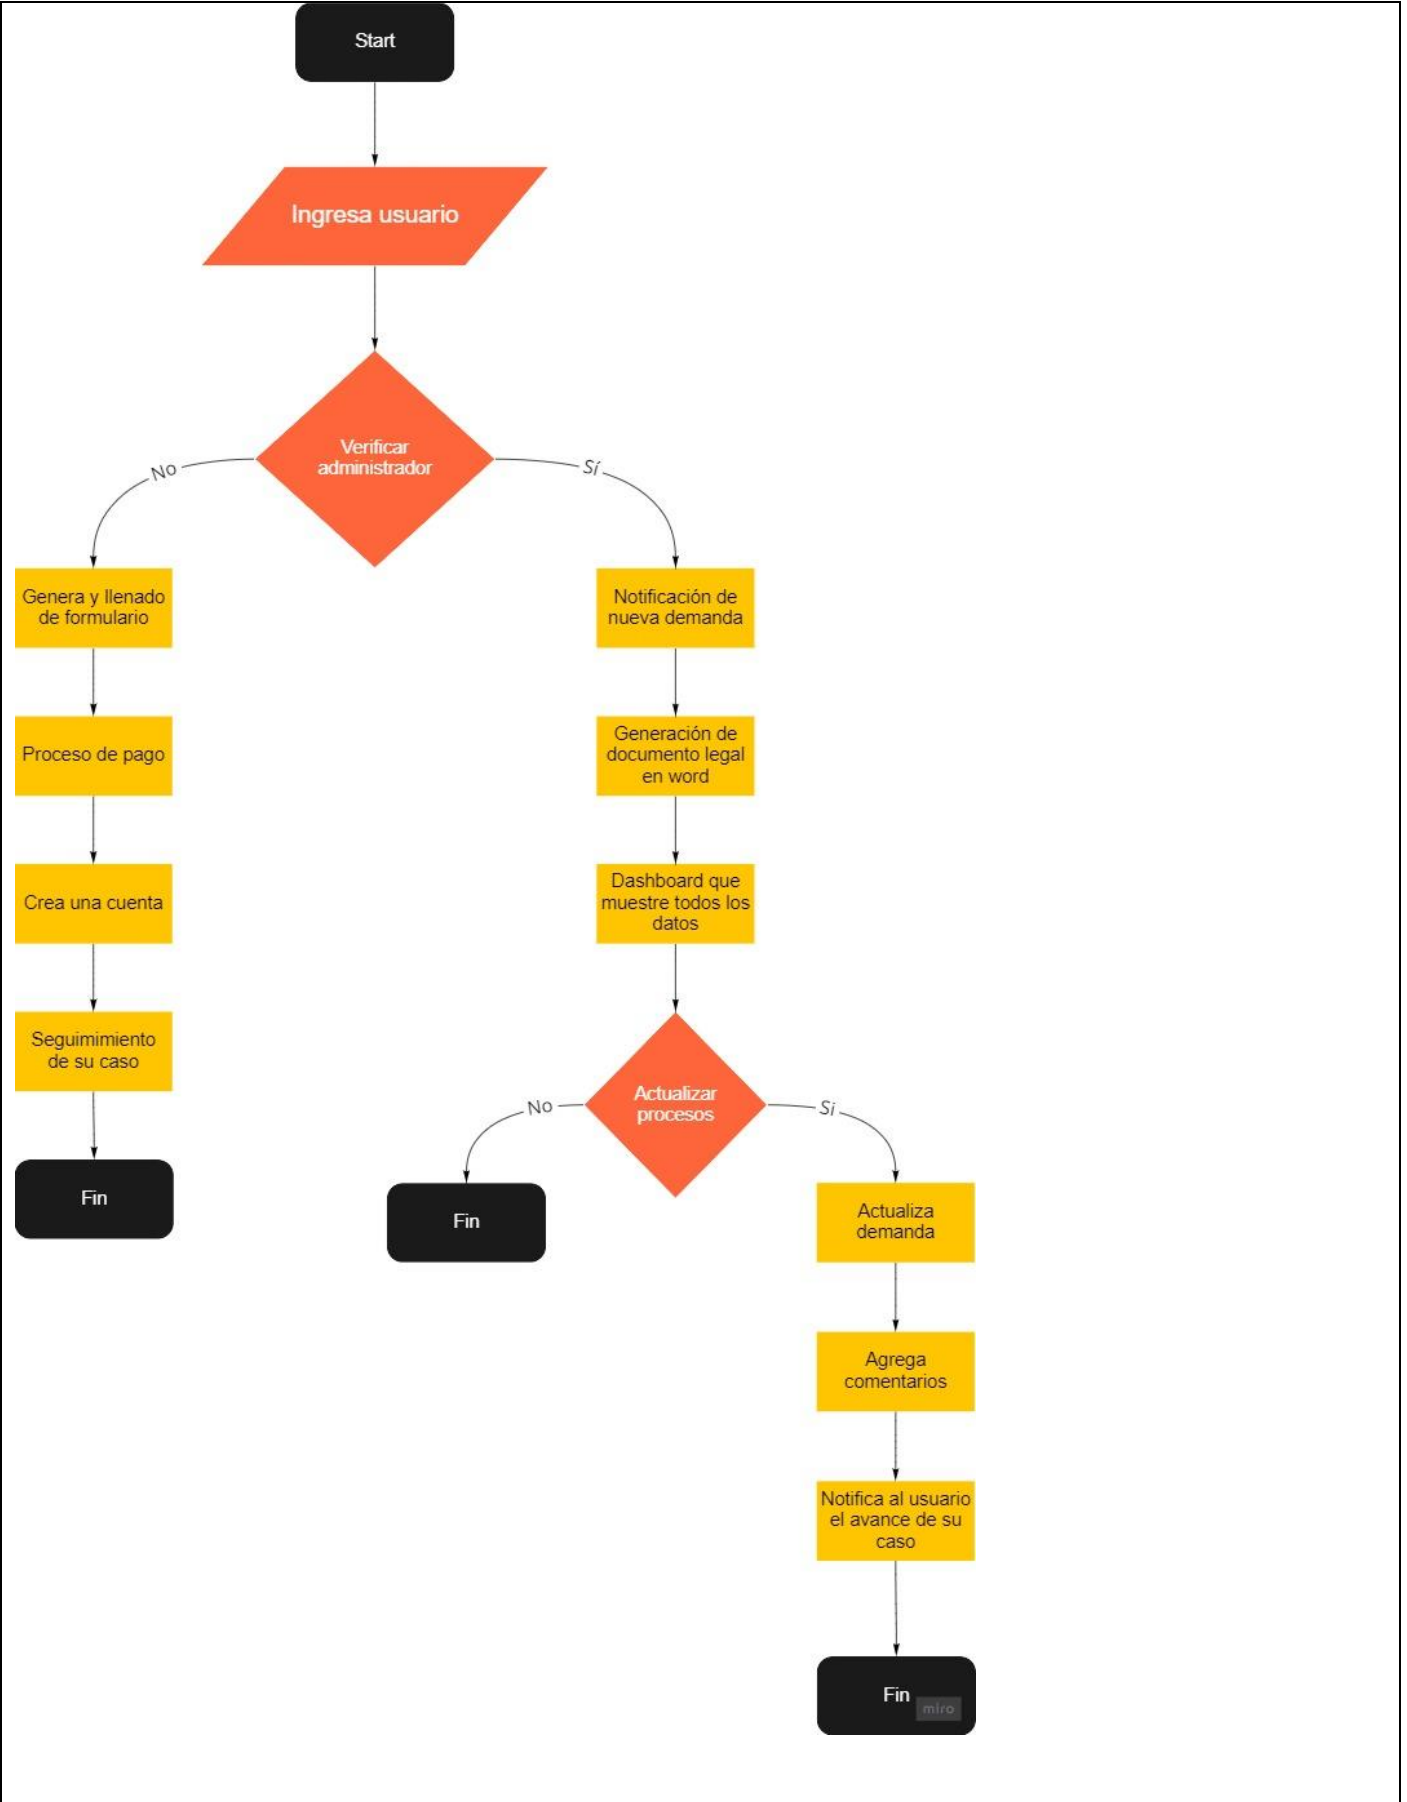 Start
Ingresa usuario
Verificar
administrador
No
Sí
Genera y llenado
de formulario
Notificación de
nueva demanda
Proceso de pago
Generación de
documento legal
en word
Crea una cuenta
Dashboard que
muestre todos los
datos
Seguimimiento
de su caso
Actualizar
procesos
No
Si
Fin
Fin
Actualiza
demanda
Agrega
comentarios
Notifica al usuario
el avance de su
caso
Fin
miro